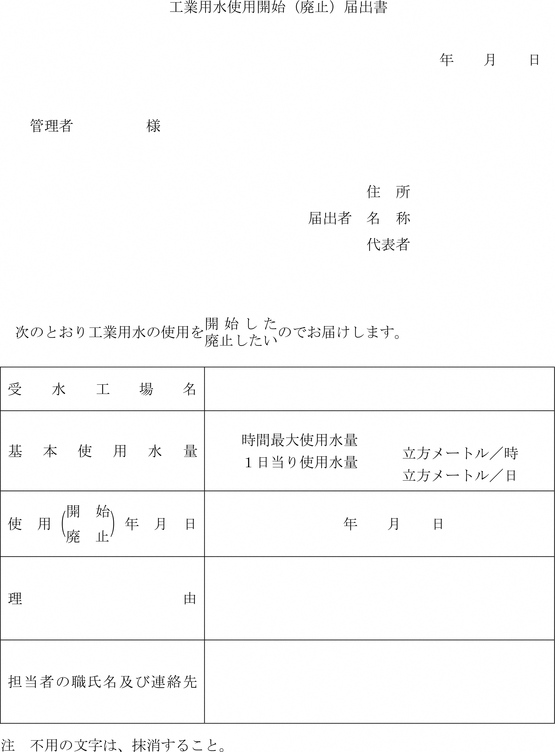 工業用水使用開始（廃止）届出書
年　　月　　日
管理者　　　　　様
住　所
届出者　名　称
代表者
次のとおり工業用水の使用を開始した廃止したいのでお届けします。
受水工場名
基本使用水量
時間最大使用水量　　　立方メートル／時
１日当り使用水量　　　立方メートル／日
使用（開始廃止）年月日
年　　月　　日
理由
担当者の職氏名及び連絡先
注　不用の文字は、抹消すること。